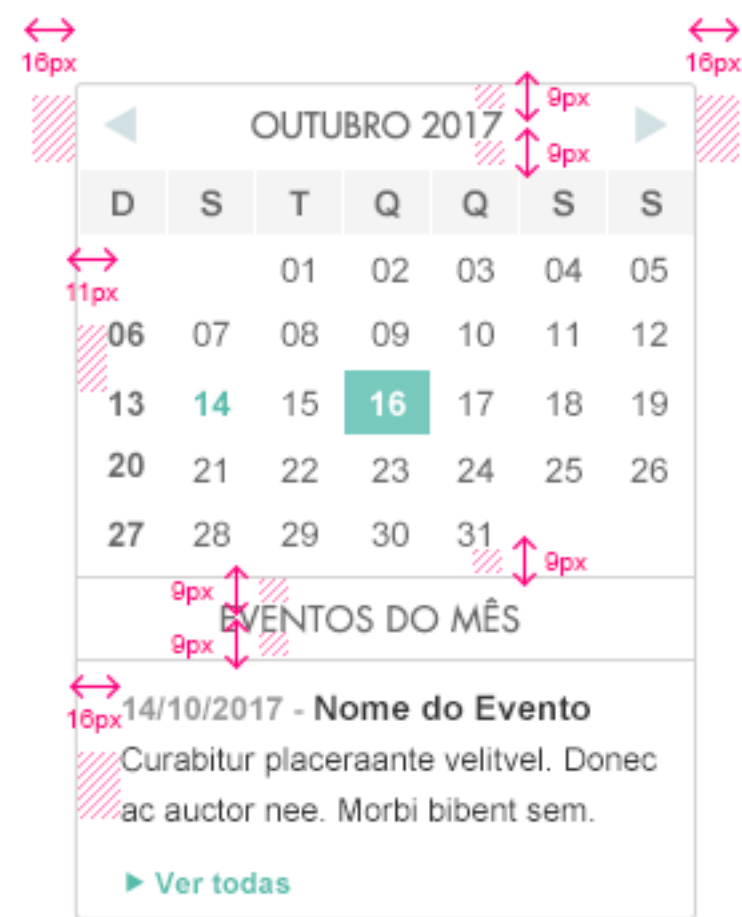 16px 16px
OUTUBRO 2017 9px
9px
D S T Q Q S S
01 02 03 04 05
11px
06 07 08 09 10 11 12
13 14 15 16 17 18 19
20 21 22 23 24 25 26
27 28 29 30 31
9px
9px
EVENTOS DO MÊS
9px
16px
14/10/2017 - Nome do Evento
Curabitur placeraante velitvel. Donec
ac auctor nee. Morbi bibent sem.
Ver todas